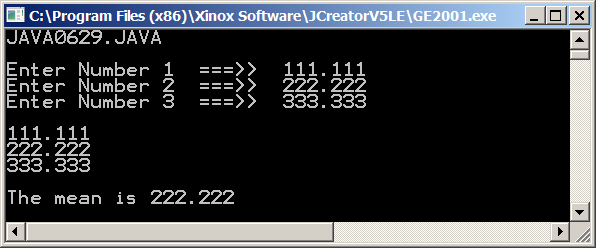 C:\Program Files (x86)\Xinox Software\JCreatorV5LE\GE2001.exe
JAVA0629.JAVA
Enter Number 1  ===>>  111.111
Enter Number 2  ===>>  222.222
Enter Number 3  ===>>  333.333
111.111
222.222
333.333
The mean is 222.222